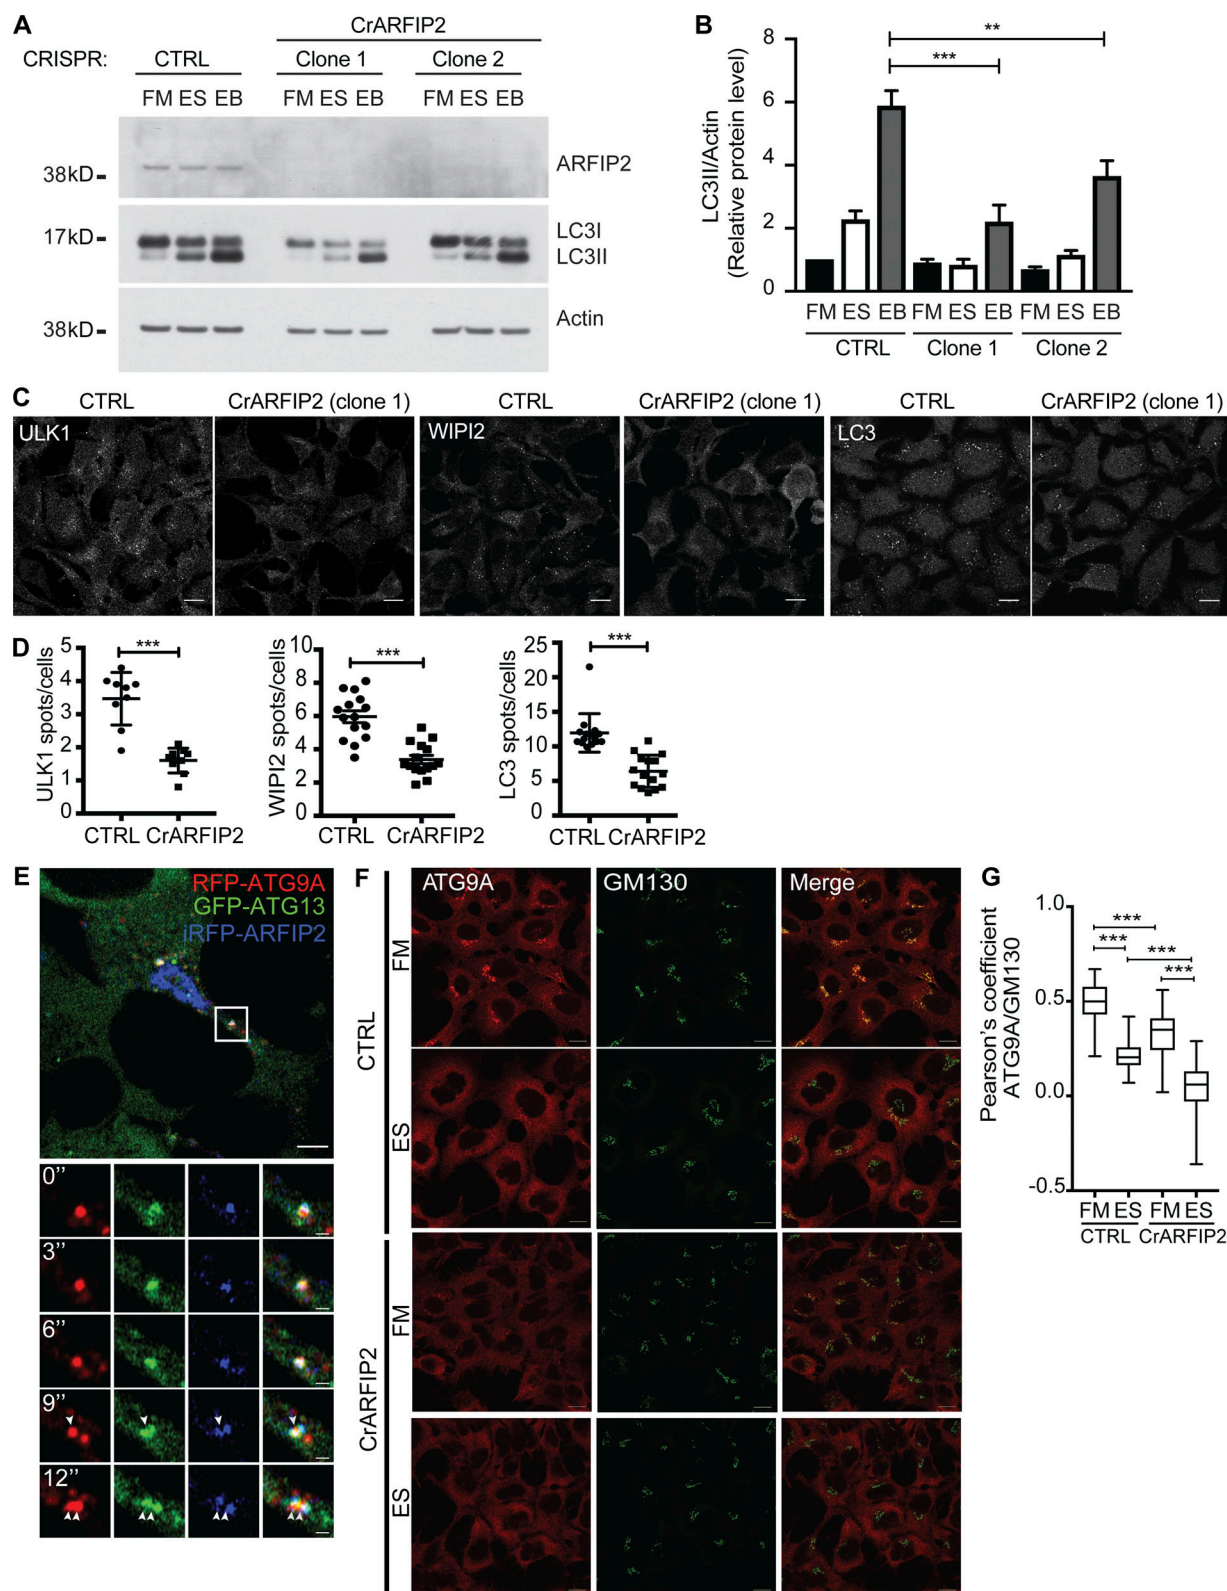 A
CrARFIP2
CRISPR: CTRL Clone 1 Clone 2
FM ES EB FM ES EB FM ES EB
38kD ARFIP2
17kD LC3I
LC3II
38kD Actin
B
LC3II/Actin
(Relative protein level)
8
6
4
2
0
** 
***
FM ES EB FM ES EB FM ES EB
CTRL Clone 1 Clone 2
C
CTRL CrARFIP2 (clone 1) CTRL CrARFIP2 (clone 1) CTRL CrARFIP2 (clone 1)
ULK1 WIPI2 LC3
D
ULK1 spots/cells
5
4
3
2
1
0
***
CTRL CrARFIP2
WIPI2 spots/cells
10
8
6
4
2
0
***
CTRL CrARFIP2
LC3 spots/cells
25
20
15
10
5
0
***
CTRL CrARFIP2
E
RFP-ATG9A
GFP-ATG13
iRFP-ARFIP2
0’’
3’’
6’’
9’’
12’’
F
ATG9A GM130 Merge
CTRL
FM
ES
CrARFIP2
FM
ES
G
Pearson’s coefficient
ATG9A/GM130
1.0
0.5
0.0
-0.5
***
*** ***
***
FM ES FM ES
CTRL CrARFIP2